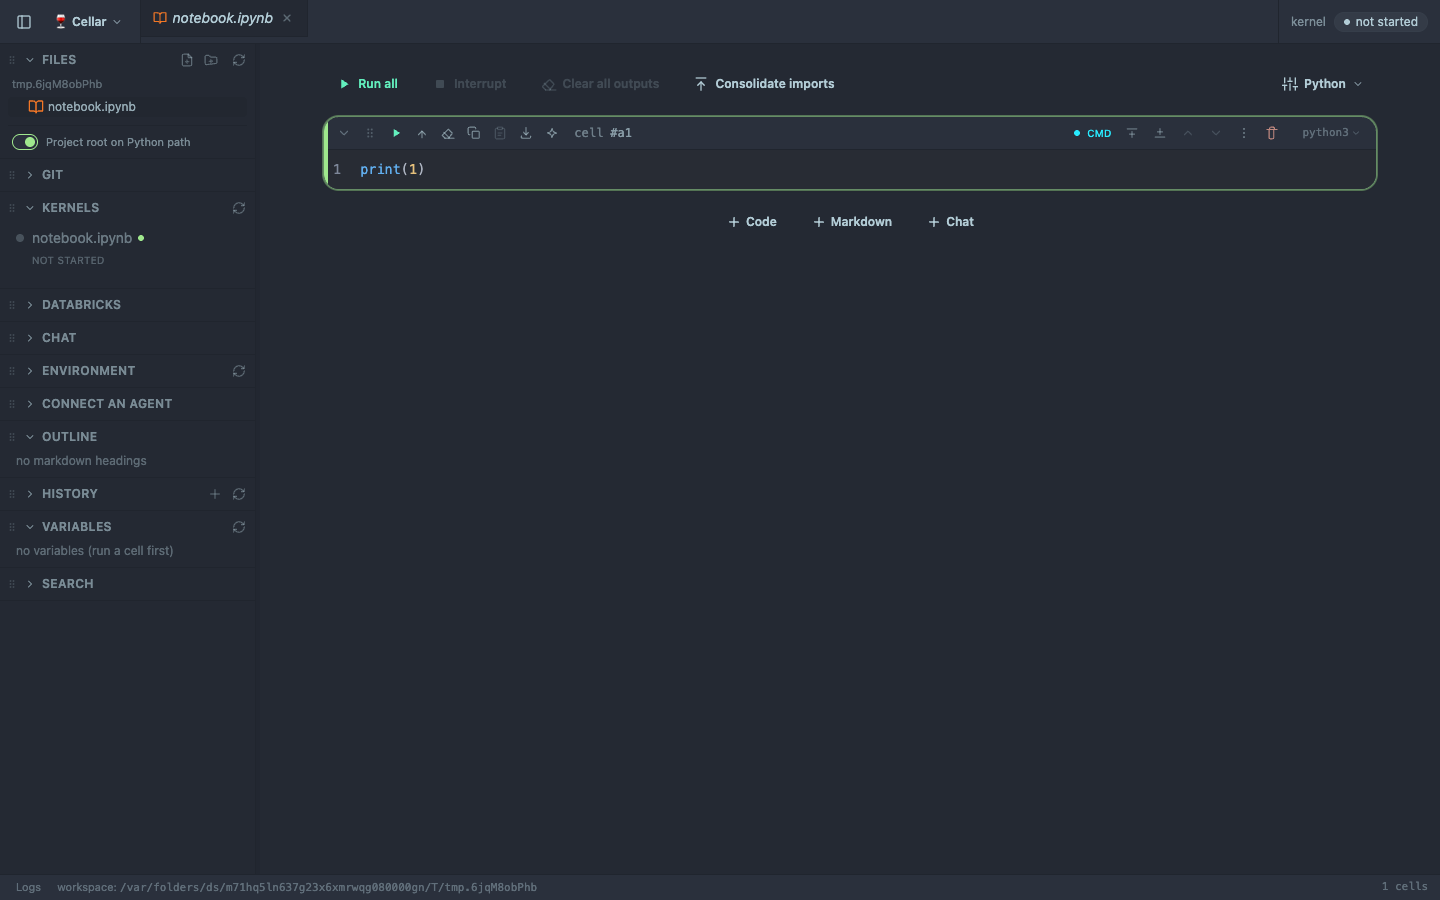 Cellar
notebook.ipynb
kernel
not started
FILES
tmp.6jqM8obPhb
notebook.ipynb
Project root on Python path
GIT
KERNELS
notebook.ipynb
NOT STARTED
DATABRICKS
CHAT
ENVIRONMENT
CONNECT AN AGENT
OUTLINE
no markdown headings
HISTORY
VARIABLES
no variables (run a cell first)
SEARCH
Run all
Interrupt
Clear all outputs
Consolidate imports
Python
cell #a1
CMD
python3
1 print(1)
+ Code
+ Markdown
+ Chat
Logs
workspace: /var/folders/ds/m71hq5ln637g23x6xmrwqg080000gn/T/tmp.6jqM8obPhb
1 cells